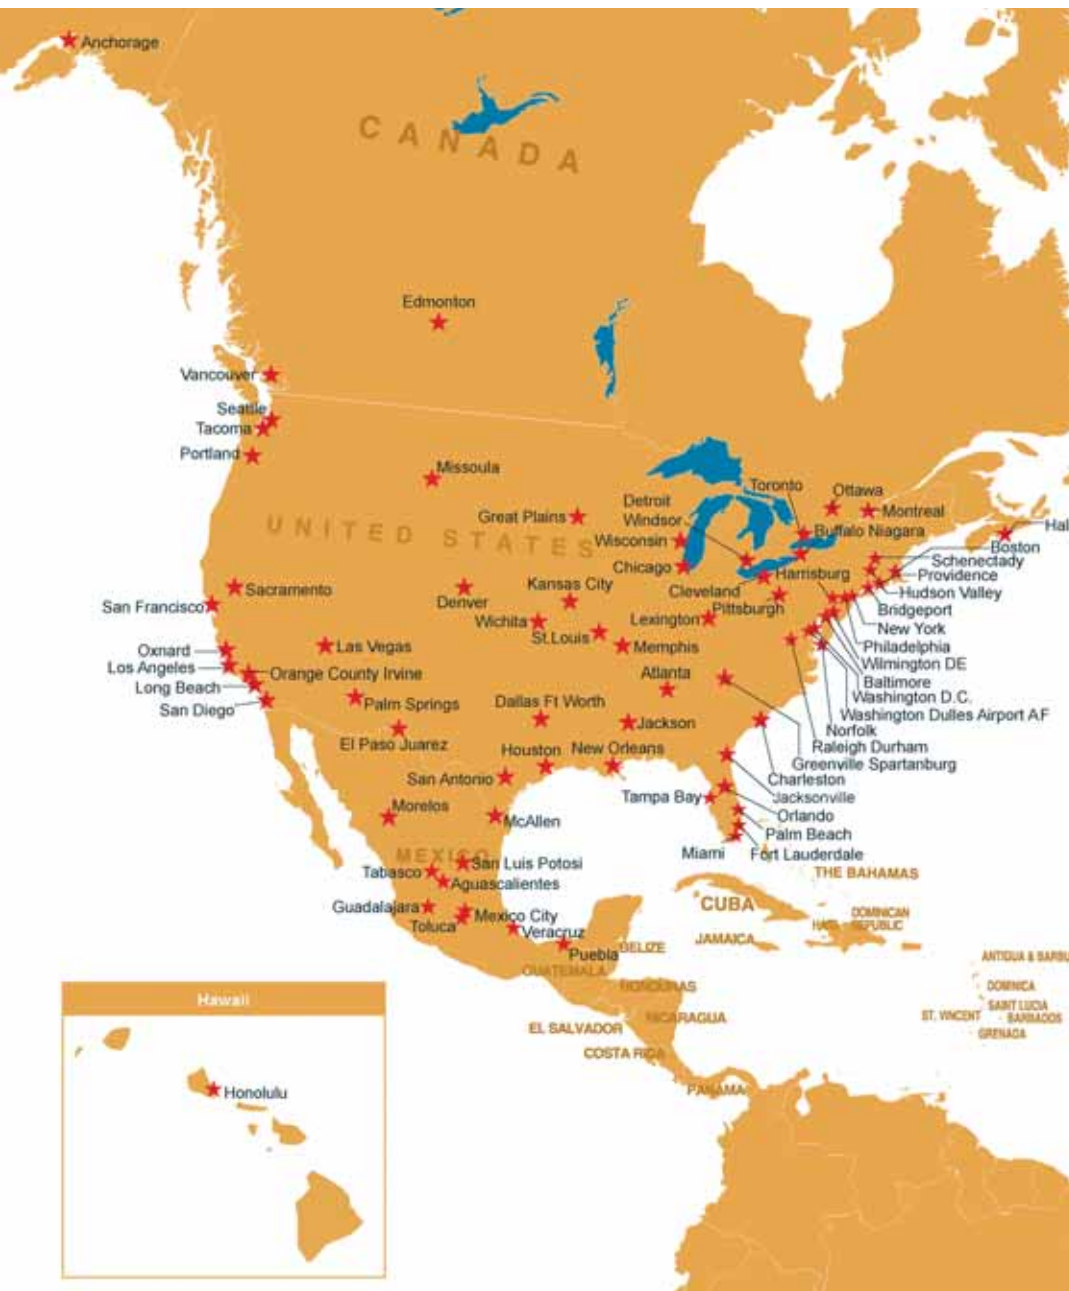 Anchorage
CANADA
Edmonton
Vancouver
Seattle
Tacoma
Portland
Missoula
Toronto
Ottawa
Detroit
Windsor
Montreal
Great Plains
UNITED STATES
Buffalo Niagara
Hal
Wisconsin
Boston
Chicago
Schenectady
Harrisburg
Providence
Kansas City
Cleveland
Hudson Valley
Sacramento
Denver
Pittsburgh
San Francisco
Bridgeport
Wichita
Lexington
New York
St.Louis
Las Vegas
Memphis
Philadelphia
Oxnard
Wilmington DE
Los Angeles
Orange County Irvine
Atlanta
Baltimore
Long Beach
Washington D.C.
Palm Springs
Dallas Ft Worth
San Diego
Washington Dulles Airport AF
Jackson
Norfolk
El Paso Juarez
Houston
New Orleans
Raleigh Durham
Greenville Spartanburg
San Antonio
Charleston
Tampa Bay
Jacksonville
Morelos
Orlando
McAllen
Palm Beach
Miami
Fort Lauderdale
MEXICO
San Luis Potosi
Tabasco
THE BAHAMAS
Aguascalientes
Guadalajara
CUBA
Mexico City
DOMINICAN
REPUBLIC
HAITI
Toluca
Veracruz
JAMAICA
Puebla
BELIZE
ANTIGUA & BARBU
GUATEMALA
HONDURAS
DOMINICA
Hawaii
SAINT LUCIA
ST. VINCENT
BARBADOS
NICARAGUA
EL SALVADOR
GRENADA
COSTA RICA
PANAMA
Honolulu